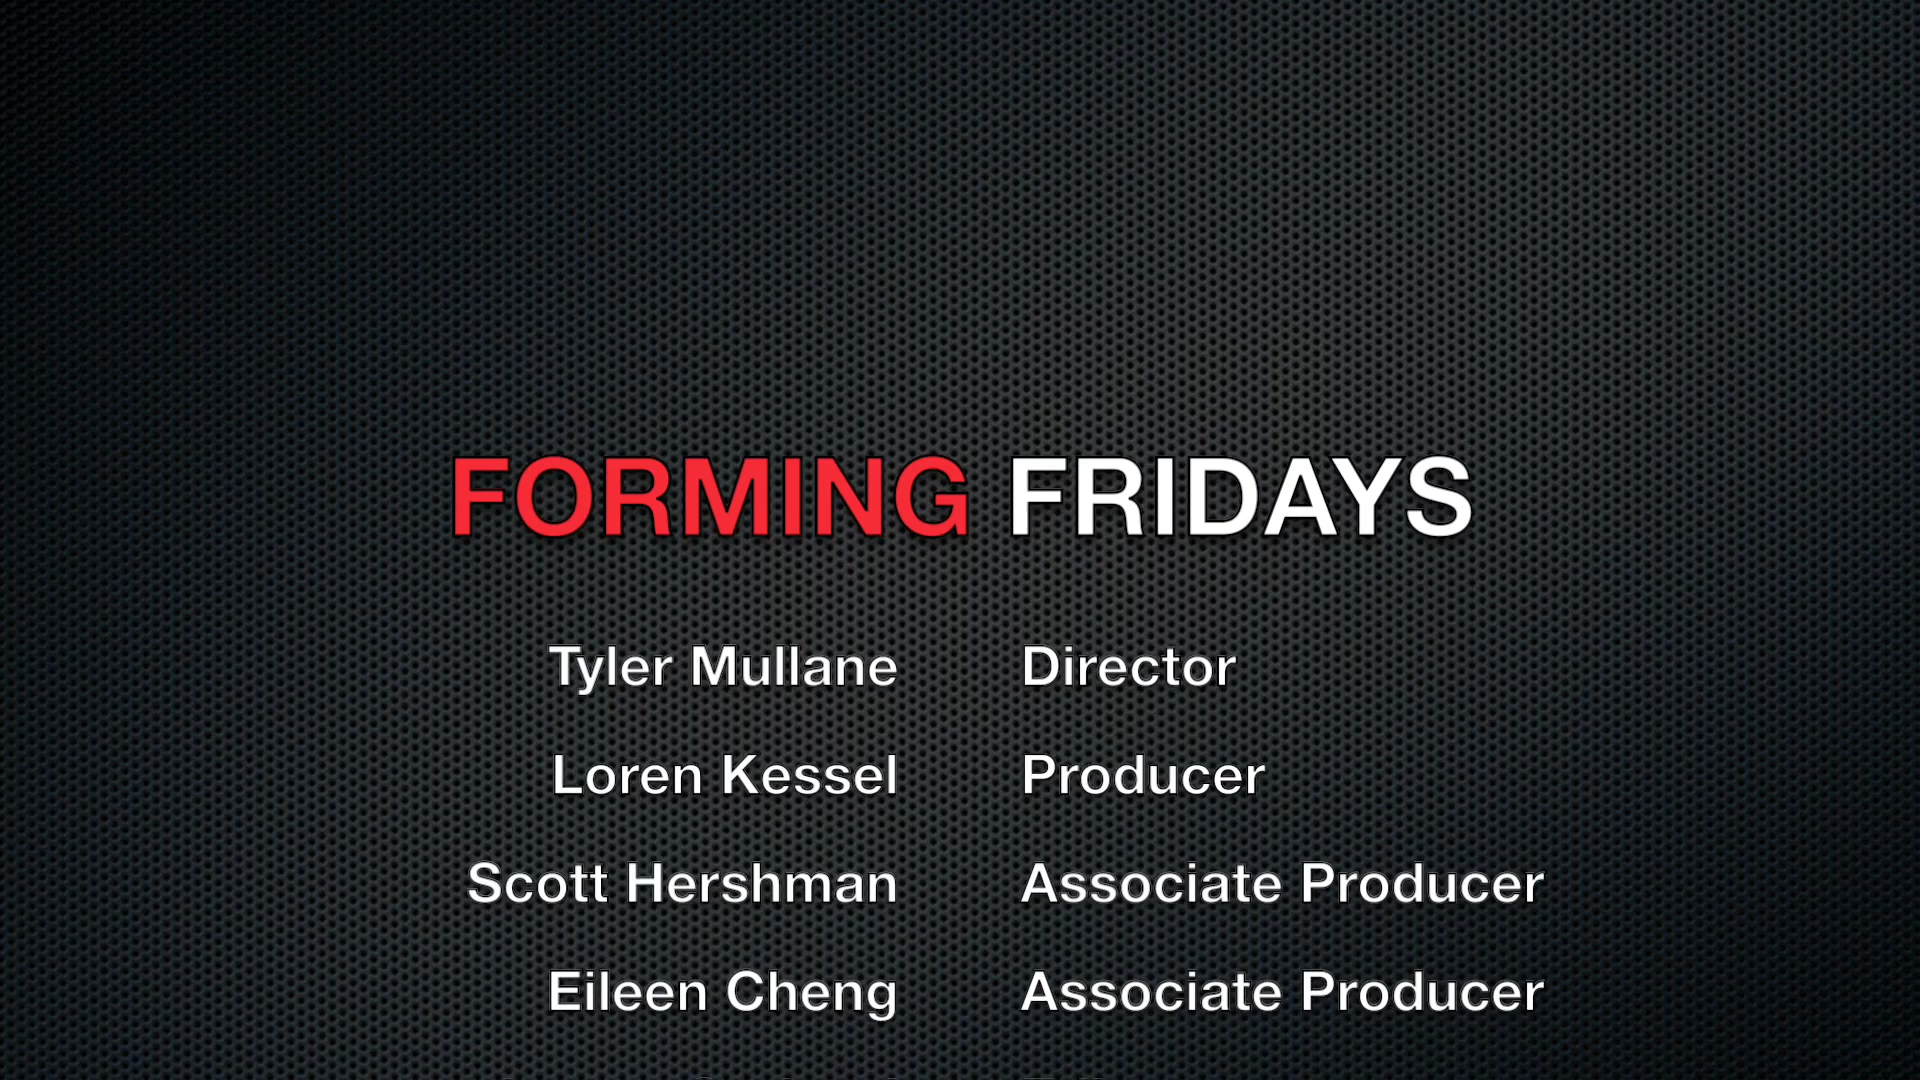 FORMING FRIDAYS
Tyler Mullane Director
Loren Kessel Producer
Scott Hershman Associate Producer
Eileen Cheng Associate Producer